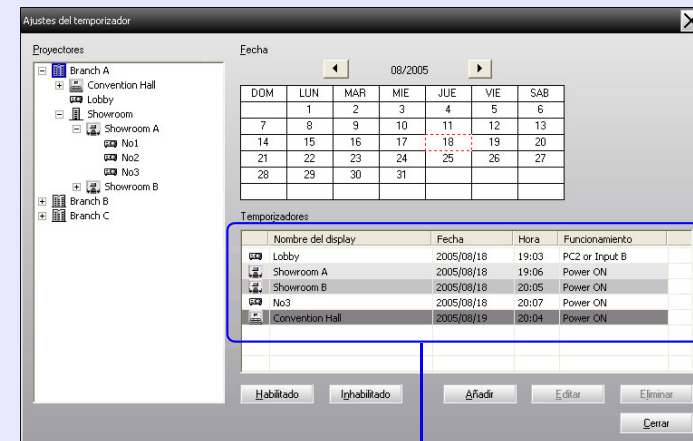 Ajustes del temporizador
Proyectores
Branch A
Convention Hall
Lobby
Showroom
Showroom A
No1
No2
No3
Showroom B
Branch B
Branch C
Fecha
08/2005
DOM LUN MAR MIE JUE VIE SAB
1 2 3 4 5 6
7 8 9 10 11 12 13
14 15 16 17 18 19 20
21 22 23 24 25 26 27
28 29 30 31
Temporizadores
Nombre del display Fecha Hora Funcionamiento
Lobby 2005/08/18 19:03 PC2 or Input B
Showroom A 2005/08/18 19:06 Power ON
Showroom B 2005/08/18 20:05 Power ON
No3 2005/08/18 20:07 Power ON
Convention Hall 2005/08/19 20:04 Power ON
Habilitado Inhabilitado Añadir Editar Eliminar
Cerrar